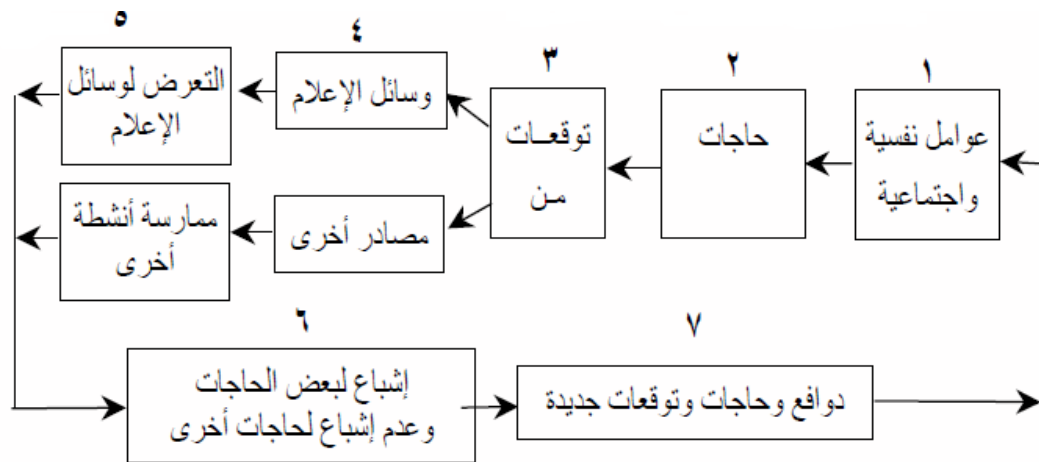 ١
عوامل نفسية
واجتماعية
٢
حاجات
٣
توقعـات
مـن
٤
وسائل الإعلام
مصادر أخرى
٥
التعرض لوسائل
الإعلام
ممارسة أنشطة
أخرى
٦
إشباع لبعض الحاجات
وعدم إشباع لحاجات أخرى
٧
دوافع وحاجات وتوقعات جديدة